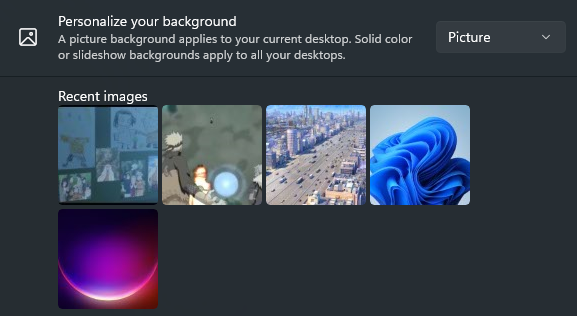 Personalize your background
A picture background applies to your current desktop. Solid color
or slideshow backgrounds apply to all your desktops.
Picture
Recent images